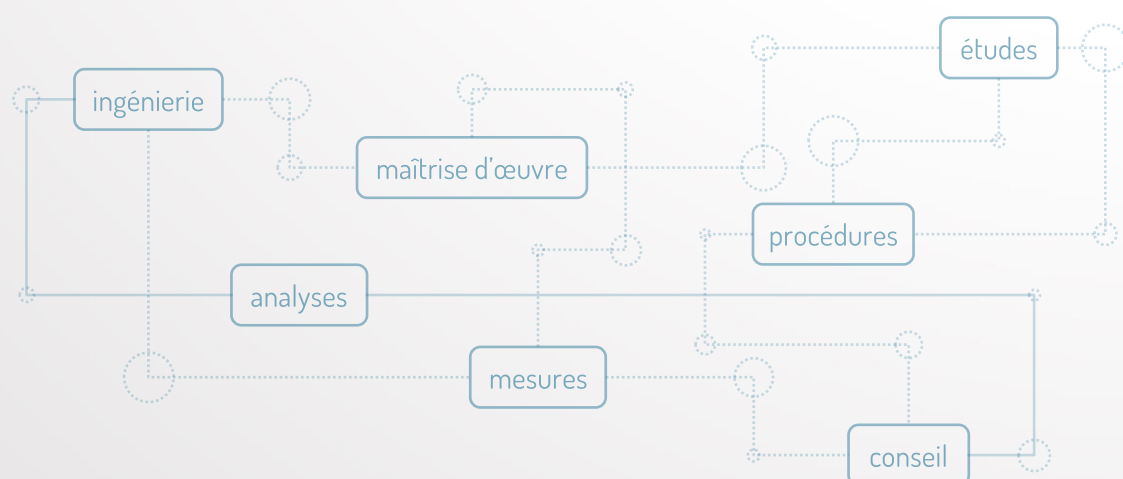 études
ingénierie
maîtrise d'œuvre
procédures
analyses
mesures
conseil